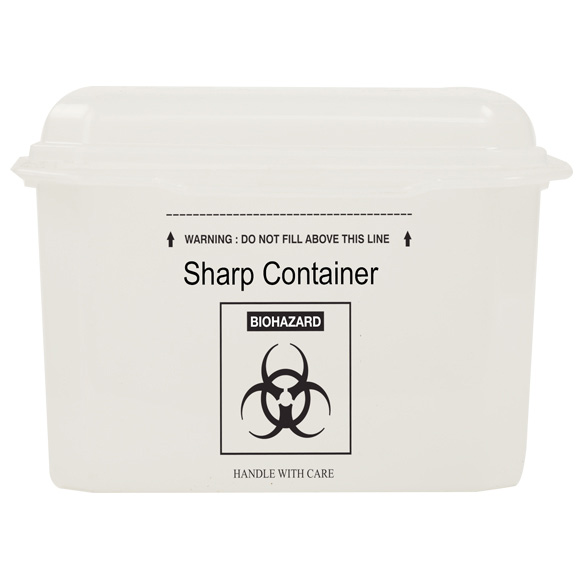 WARNING : DO NOT FILL ABOVE THIS LINE
Sharp Container
BIOHAZARD
HANDLE WITH CARE